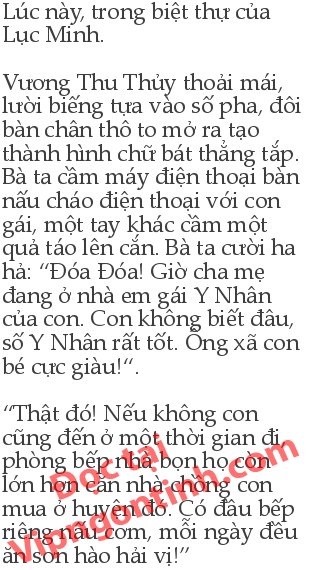 Lúc này, trong biệt thự của
Lục Minh.
Vương Thu Thủy thoải mái,
lười biếng tựa vào số pha, đôi
bàn chân thô to mở ra tạo
thành hình chữ bát thẳng tắp.
Bà ta cầm máy điện thoại bàn
nấu cháo điện thoại với con
gái, một tay khác cầm một
quả táo lên cắn. Bà ta cười ha
hả: “Đóa Đóa! Giờ cha mẹ
đang ở nhà em gái Y Nhân
của con. Con không biết đâu,
số Y Nhân rất tốt. Ông xã con
bé cực giàu!“.
“Thật đó! Nếu không con
cũng đến ở một thời gian đi,
phòng bếp nhà bọn họ còn
lớn hơn căn nhà chồng con
mua ở huyện đó. Có đầu bếp
riêng nấu cơm, mỗi ngày đều
ăn sơn hào hải vị!”
Đọc tại
Vipngontinh.com